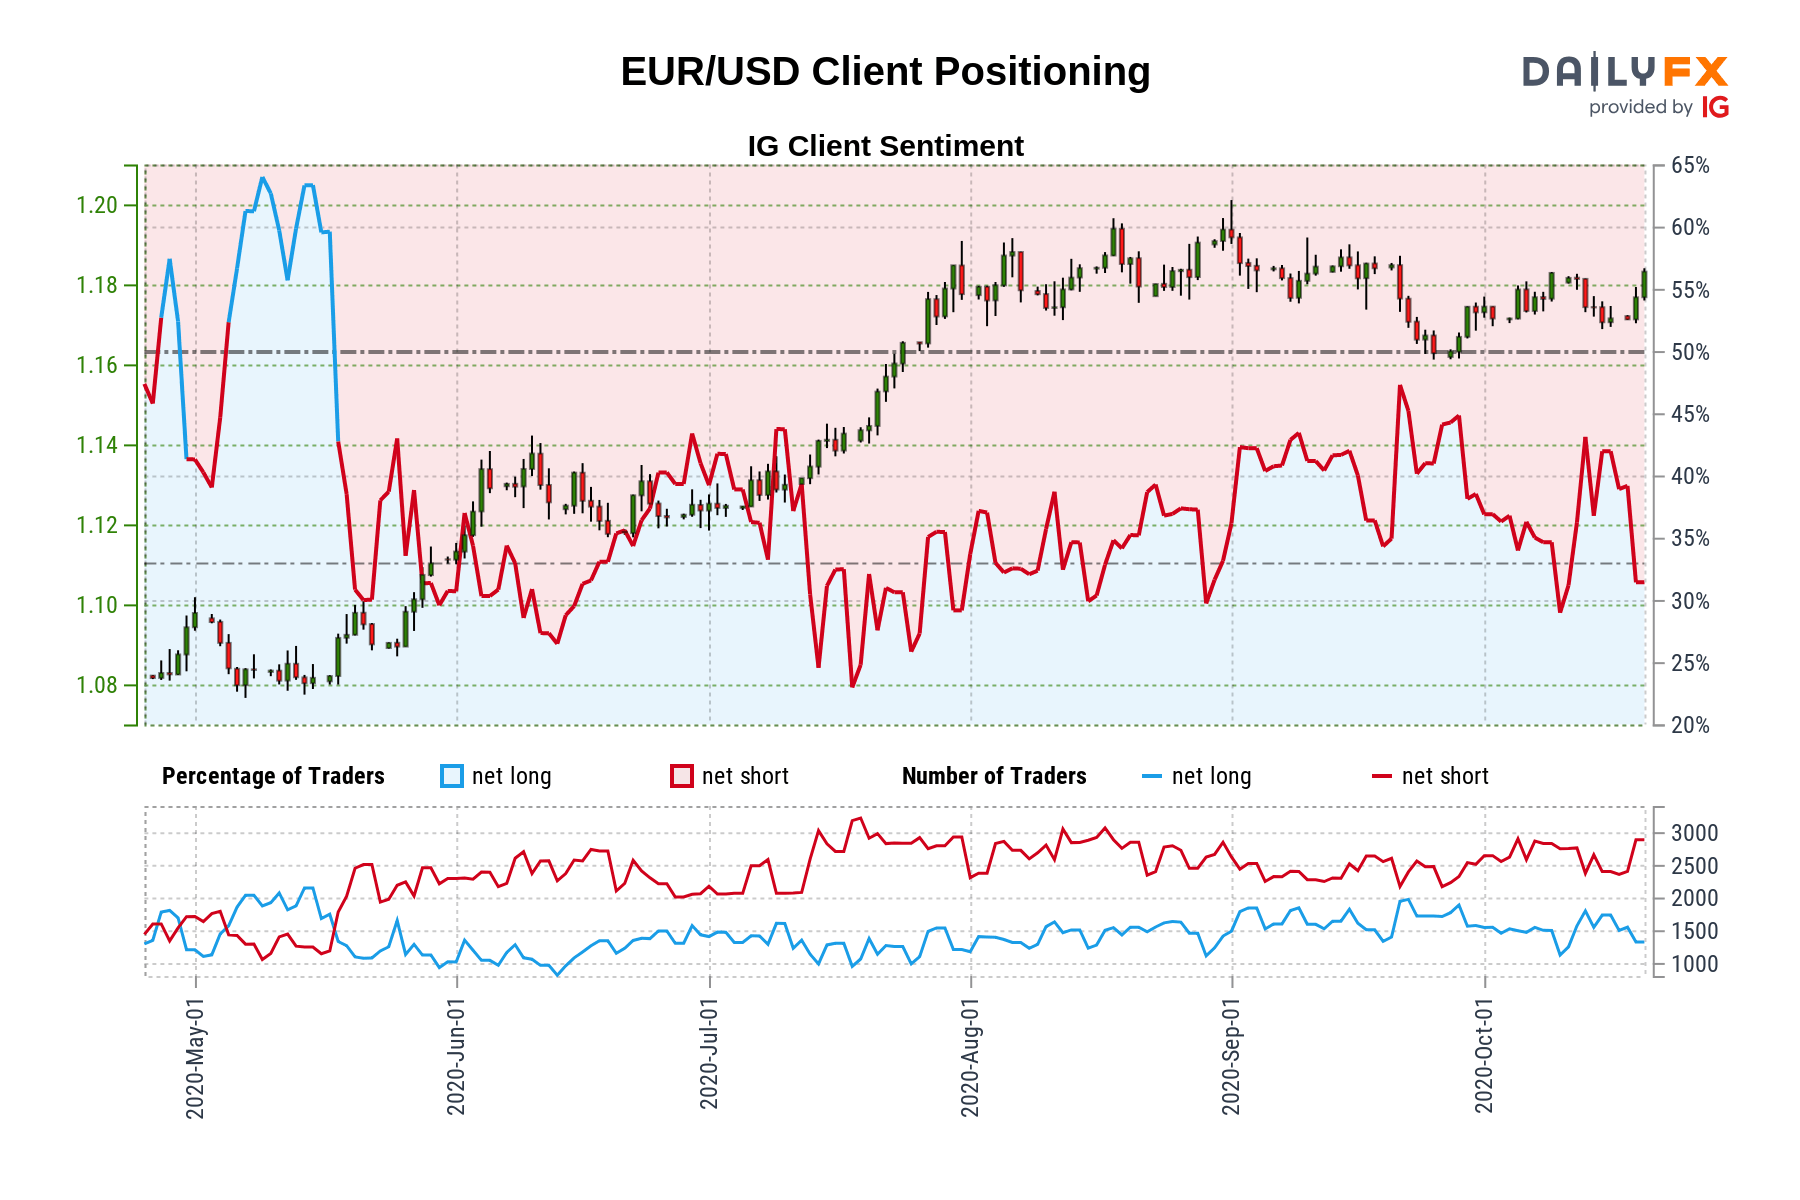 EUR/USD Client Positioning
DAILYFX
provided by IG
IG Client Sentiment
1.20
1.18
1.16
1.14
1.12
1.10
1.08
65%
60%
55%
50%
45%
40%
35%
30%
25%
20%
Percentage of Traders net long net short Number of Traders net long net short
3000
2500
2000
1500
1000
2020-May-01
2020-Jun-01
2020-Jul-01
2020-Aug-01
2020-Sep-01
2020-Oct-01